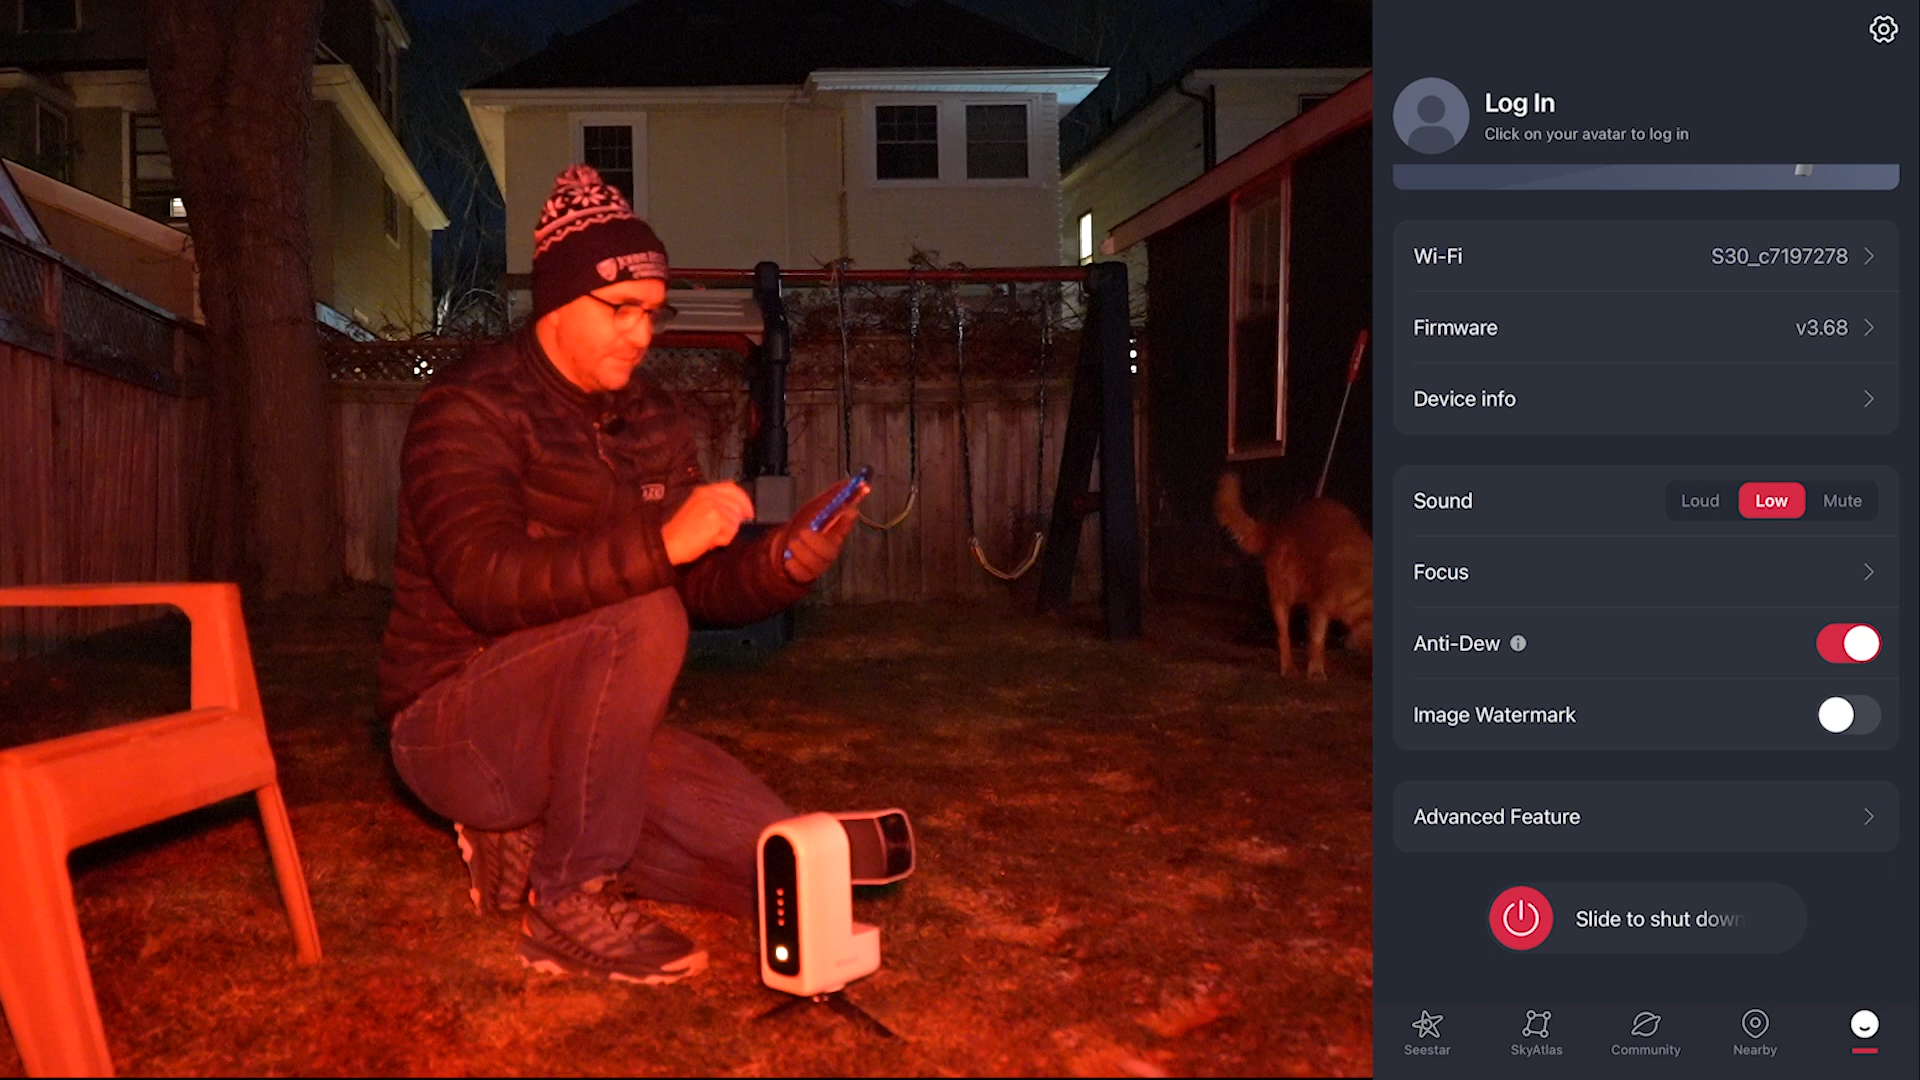 Log In
Click on your avatar to log in
Wi-Fi S30_c7197278
Firmware v3.68
Device info
Sound Loud Low Mute
Focus
Anti-Dew
Image Watermark
Advanced Feature
Slide to shut down
Seestar SkyAtlas Community Nearby